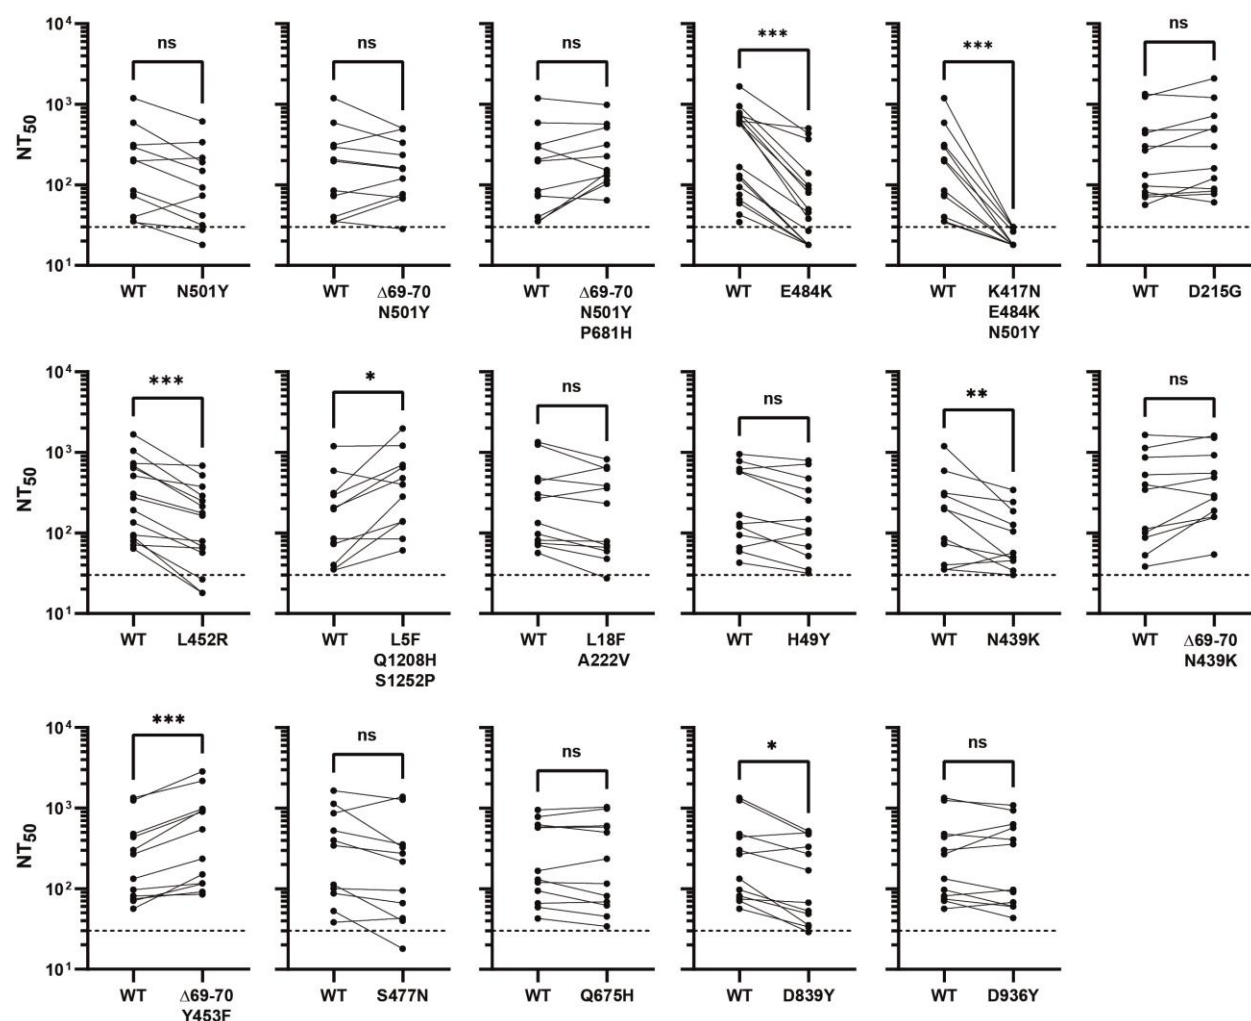 ns ns ns *** *** ns
NT50
10⁴
10³
10²
10¹
WT N501Y
WT Δ69-70
N501Y
WT Δ69-70
N501Y
P681H
WT E484K
WT K417N
E484K
N501Y
WT D215G
*** * ns ns ** ns
NT50
10⁴
10³
10²
10¹
WT L452R
WT L5F
Q1208H
S1252P
WT L18F
A222V
WT H49Y
WT N439K
WT Δ69-70
N439K
*** ns ns * ns
NT50
10⁴
10³
10²
10¹
WT Δ69-70
Y453F
WT S477N
WT Q675H
WT D839Y
WT D936Y